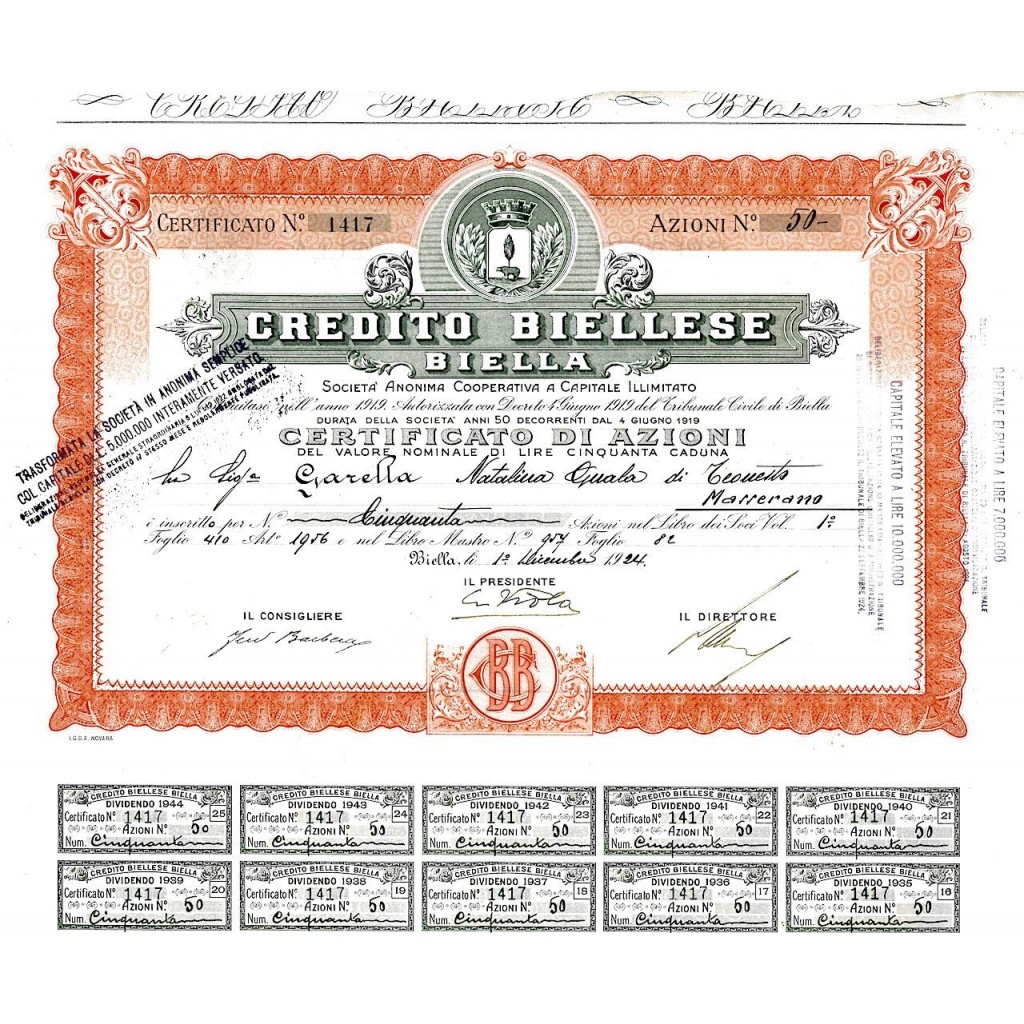 CERTIFICATO N.º 1417
AZIONI N.º 50-
CREDITO BIELLESE
BIELLA
SOCIETA' ANONIMA COOPERATIVA A CAPITALE ILLIMITATO
nell'anno 1919. Autorizzata con Decreto 4 Giugno 1919 del Tribunale Civile di Biella
DURATA DELLA SOCIETA' ANNI 50 DECORRENTI DAL 4 GIUGNO 1919
CERTIFICATO DI AZIONI
DEL VALORE NOMINALE DI LIRE CINQUANTA CADUNA
La Sig.ª Garella Natalina di
Masserano
è inscritto per N.º Cinquanta Azioni nel Libro dei Soci Vol. 1º
Foglio 410 Art.º 1956 e nel Libro Mastro N.º 957 Foglio 82
Biella, li 1º Dicembre 1924.
IL PRESIDENTE
IL CONSIGLIERE
IL DIRETTORE
CBB
I.G.D.A. NOVARA
TRASFORMATA LA SOCIETÀ IN ANONIMA SEMPLICE
COL CAPITALE DI L. 5.000.000 INTERAMENTE VERSATO
CAPITALE ELEVATO A LIRE 10.000.000
CAPITALE ELEVATO A LIRE 7.000.000
CREDITO BIELLESE BIELLA
DIVIDENDO 1944
25
Certificato N.º 1417
AZIONI N.º 50
Num. Cinquanta
CREDITO BIELLESE BIELLA
DIVIDENDO 1943
24
Certificato N.º 1417
AZIONI N.º 50
Num. Cinquanta
CREDITO BIELLESE BIELLA
DIVIDENDO 1942
23
Certificato N.º 1417
AZIONI N.º 50
Num. Cinquanta
CREDITO BIELLESE BIELLA
DIVIDENDO 1941
22
Certificato N.º 1417
AZIONI N.º 50
Num. Cinquanta
CREDITO BIELLESE BIELLA
DIVIDENDO 1940
21
Certificato N.º 1417
AZIONI N.º 50
Num. Cinquanta
CREDITO BIELLESE BIELLA
DIVIDENDO 1939
20
Certificato N.º 1417
AZIONI N.º 50
Num. Cinquanta
CREDITO BIELLESE BIELLA
DIVIDENDO 1938
19
Certificato N.º 1417
AZIONI N.º 50
Num. Cinquanta
CREDITO BIELLESE BIELLA
DIVIDENDO 1937
18
Certificato N.º 1417
AZIONI N.º 50
Num. Cinquanta
CREDITO BIELLESE BIELLA
DIVIDENDO 1936
17
Certificato N.º 1417
AZIONI N.º 50
Num. Cinquanta
CREDITO BIELLESE BIELLA
DIVIDENDO 1935
16
Certificato N.º 1417
AZIONI N.º 50
Num. Cinquanta